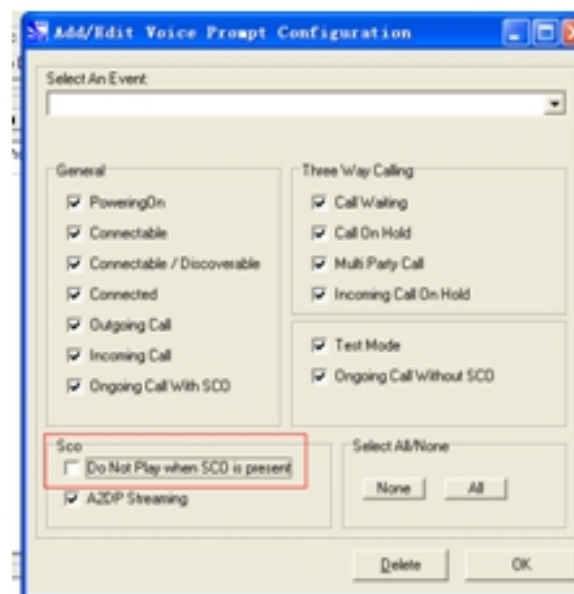 Add/Edit Voice Prompt Configuration
Select An Event:
General
PoweringOn
Connectable
Connectable / Discoverable
Connected
Outgoing Call
Incoming Call
Ongoing Call With SCO
Three Way Calling
Call Waiting
Call On Hold
Multi Party Call
Incoming Call On Hold
Test Mode
Ongoing Call Without SCO
Sco
Do Not Play when SCO is present
A2DP Streaming
Select All/None
None
All
Delete
OK